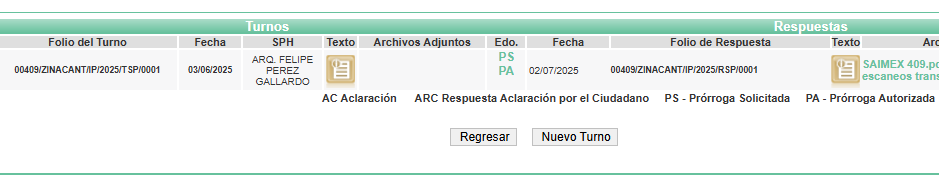 Turnos Respuestas
Folio del Turno Fecha SPH Texto Archivos Adjuntos Edo. Fecha Folio de Respuesta Texto Arc
00409/ZINACANT/IP/2025/TSP/0001 03/06/2025 ARQ. FELIPE PEREZ GALLARDO PS PA 02/07/2025 00409/ZINACANT/IP/2025/RSP/0001 SAIMEX 409.pd
escaneos trans
AC Aclaración ARC Respuesta Aclaración por el Ciudadano PS - Prórroga Solicitada PA - Prórroga Autorizada
Regresar Nuevo Turno